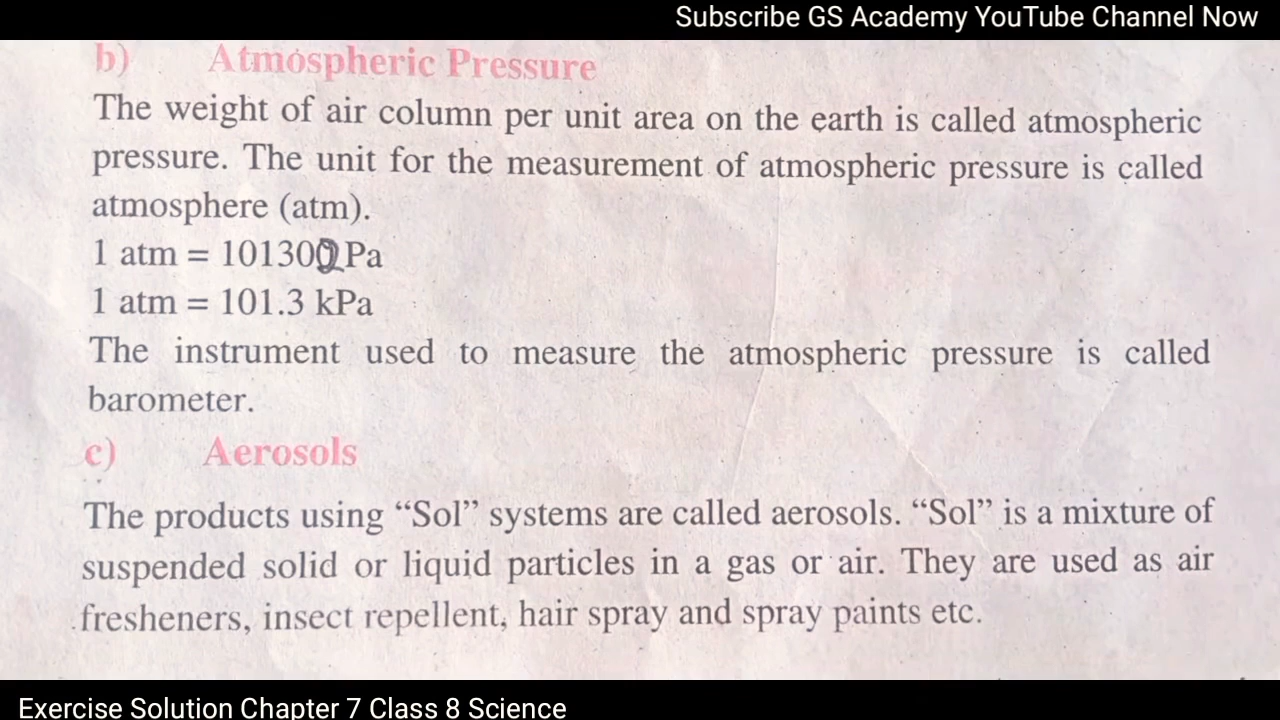 Subscribe GS Academy YouTube Channel Now
b) Atmospheric Pressure
The weight of air column per unit area on the earth is called atmospheric
pressure. The unit for the measurement of atmospheric pressure is called
atmosphere (atm).
1 atm = 101300 Pa
1 atm = 101.3 kPa
The instrument used to measure the atmospheric pressure is called
barometer.
c) Aerosols
The products using “Sol” systems are called aerosols. “Sol” is a mixture of
suspended solid or liquid particles in a gas or air. They are used as air
fresheners, insect repellent, hair spray and spray paints etc.
Exercise Solution Chapter 7 Class 8 Science